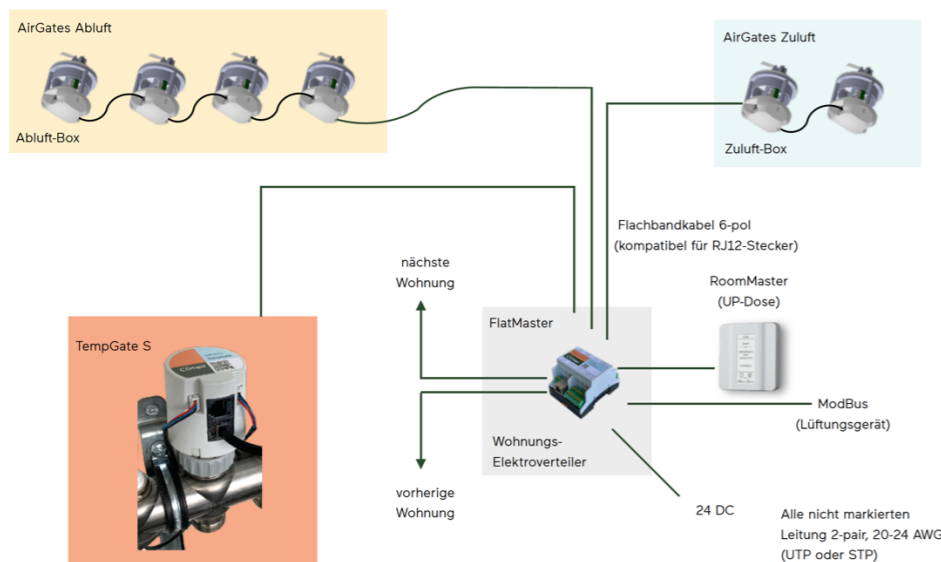 AirGates Abluft
AirGates Zuluft
Abluft-Box
Zuluft-Box
Flachbandkabel 6-pol
(kompatibel für RJ12-Stecker)
nächste
Wohnung
RoomMaster
(UP-Dose)
FlatMaster
TempGate S
ModBus
(Lüftungsgerät)
Wohnungs-
Elektroverteiler
vorherige
Wohnung
24 DC
Alle nicht markierten
Leitung 2-pair, 20-24 AWG
(UTP oder STP)